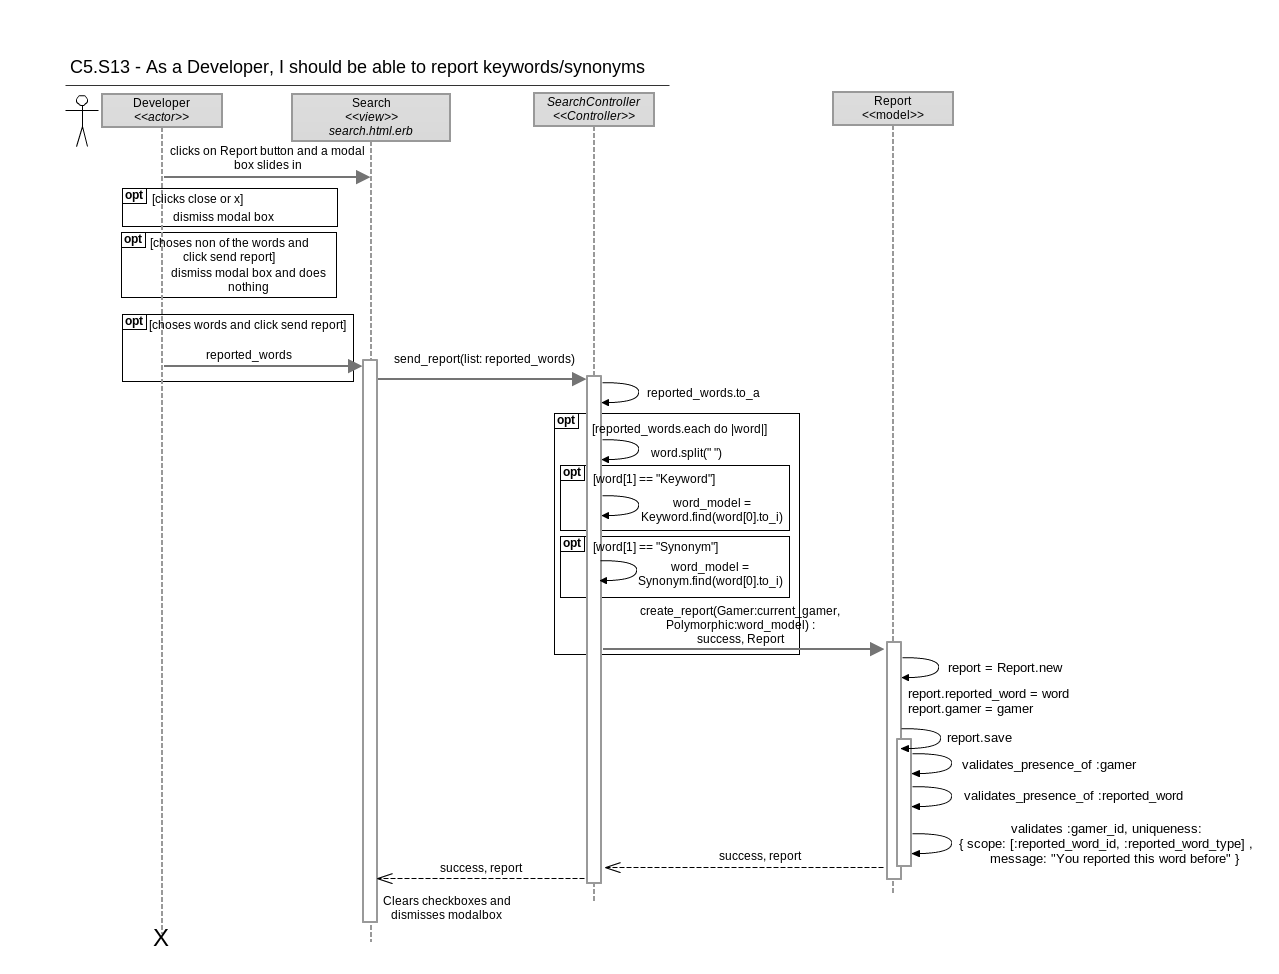 C5.S13 - As a Developer, I should be able to report keywords/synonyms
Developer
<<actor>>
Search
<<view>>
search.html.erb
SearchController
<<Controller>>
Report
<<model>>
clicks on Report button and a modal
box slides in
opt
[clicks close or x]
dismiss modal box
opt
[choses non of the words and
click send report]
dismiss modal box and does
nothing
opt
[choses words and click send report]
reported_words
send_report(list: reported_words)
reported_words.to_a
opt
[reported_words.each do |word|]
word.split(" ")
opt
[word[1] == "Keyword"]
word_model =
Keyword.find(word[0].to_i)
opt
[word[1] == "Synonym"]
word_model =
Synonym.find(word[0].to_i)
create_report(Gamer:current_gamer,
Polymorphic:word_model) :
success, Report
report = Report.new
report.reported_word = word
report.gamer = gamer
report.save
validates_presence_of :gamer
validates_presence_of :reported_word
validates :gamer_id, uniqueness:
{ scope: [:reported_word_id, :reported_word_type] ,
message: "You reported this word before" }
success, report
success, report
Clears checkboxes and
dismisses modalbox
X